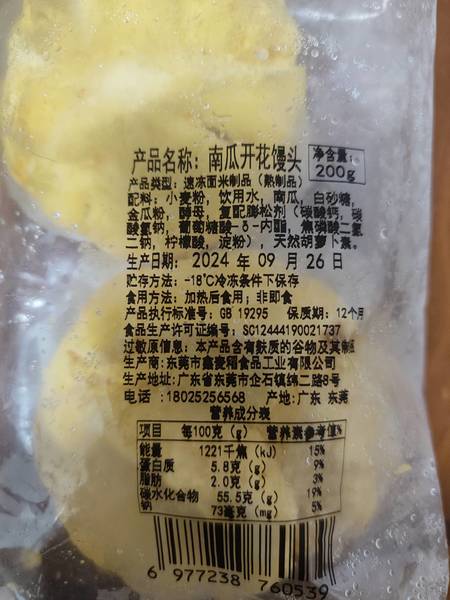 产品名称：南瓜开花馒头
净含量：
200g
产品类型：速冻面米制品（熟制品）
配料：小麦粉，饮用水，南瓜，白砂糖，
金瓜粉，酵母，复配膨松剂（碳酸钙，碳
酸氢钠，葡萄糖酸-δ-内酯，焦磷酸二氢
二钠，柠檬酸，淀粉），天然胡萝卜素。
生产日期：2024 年 09 月 26 日
贮存方法：-18℃冷冻条件下保存
食用方法：加热后食用；非即食
产品执行标准号：GB 19295 保质期：12个月
食品生产许可证编号：SC12444190021737
过敏原信息：本产品含有麸质的谷物及其制品
生产商：东莞市鑫麦稻食品工业有限公司
生产地址：广东省东莞市企石镇绵二路8号
电话：18025256568 产地：广东 东莞
营养成分表
项目 每100克（g） 营养素参考值%
能量 1221千焦（kJ） 15%
蛋白质 5.8克（g） 9%
脂肪 2.0克（g） 3%
碳水化合物 55.5克（g） 19%
钠 73毫克（mg） 5%
6 977238 760539